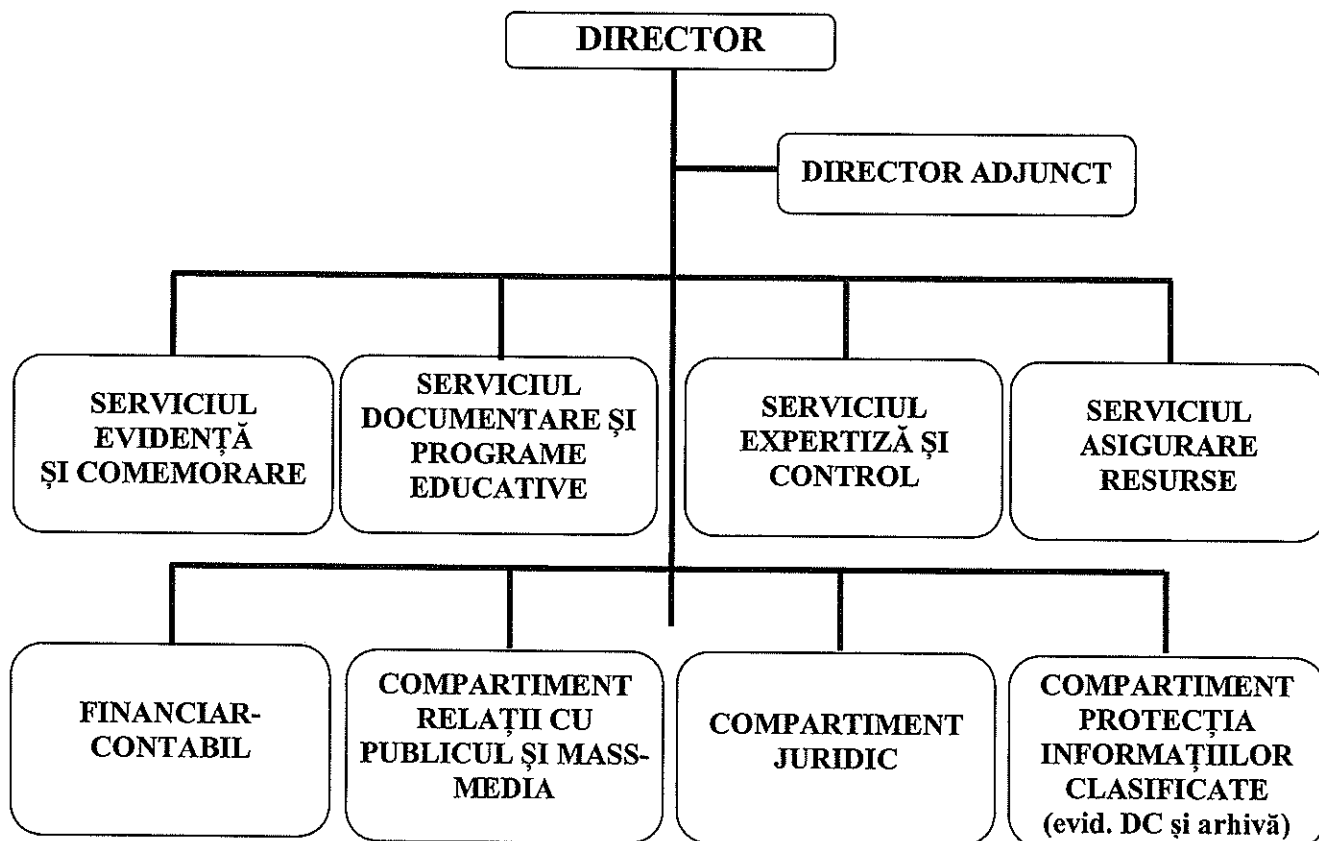 DIRECTOR
DIRECTOR ADJUNCT
SERVICIUL
EVIDENȚĂ
ȘI COMEMORARE
SERVICIUL
DOCUMENTARE ȘI
PROGRAME
EDUCATIVE
SERVICIUL
EXPERTIZĂ ȘI
CONTROL
SERVICIUL
ASIGURARE
RESURSE
FINANCIAR-
CONTABIL
COMPARTIMENT
RELAȚII CU
PUBLICUL ȘI MASS-
MEDIA
COMPARTIMENT
JURIDIC
COMPARTIMENT
PROTECȚIA
INFORMAȚIILOR
CLASIFICATE
(evid. DC și arhivă)